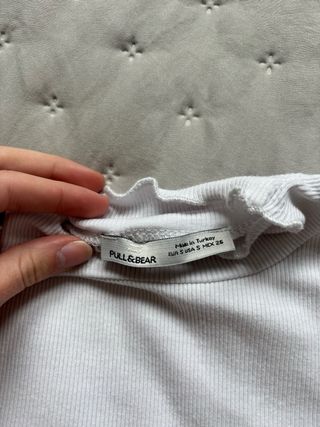 PULL&BEAR
Made in Turkey
EUR S USA S MEX 26